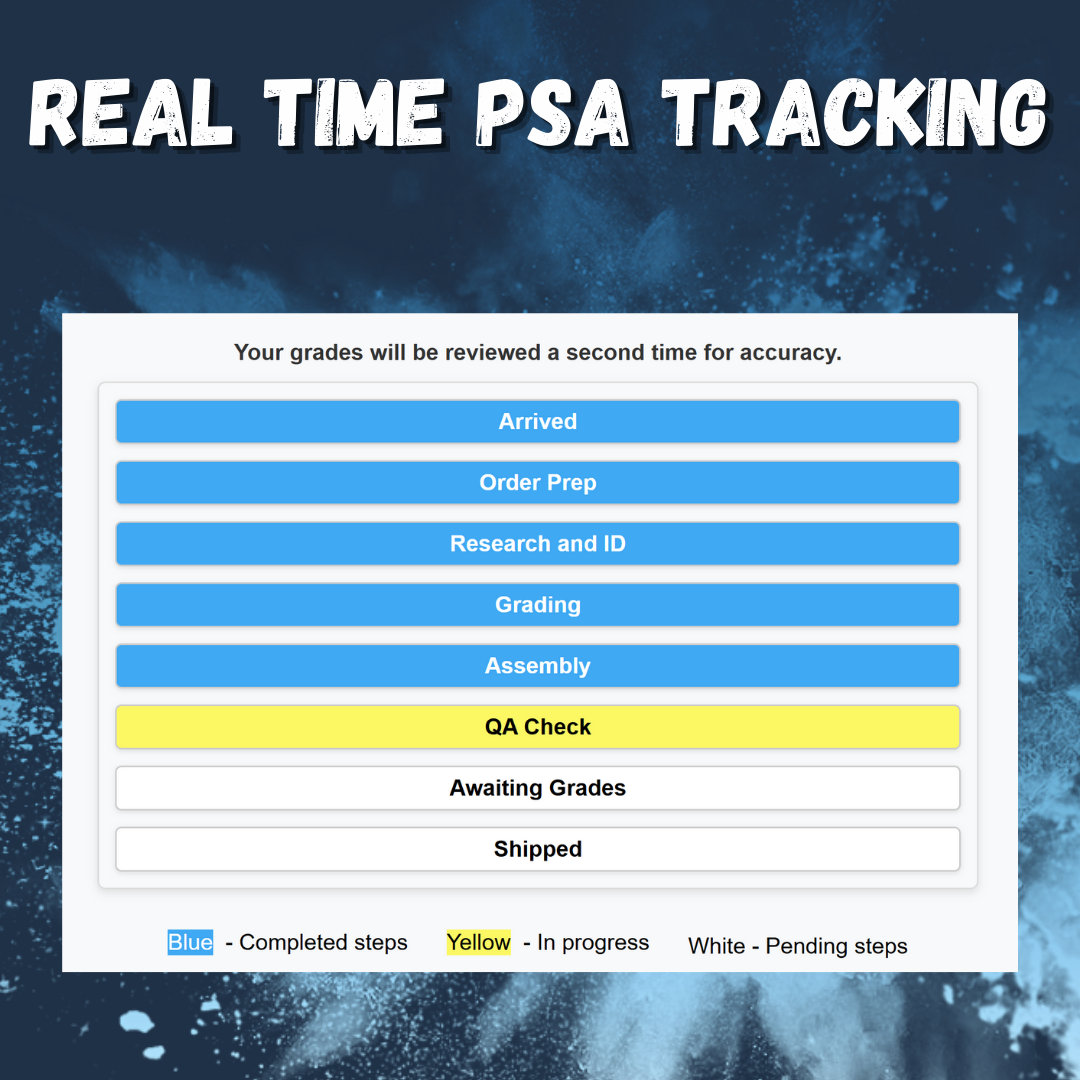 REAL TIME PSA TRACKING
Your grades will be reviewed a second time for accuracy.
Arrived
Order Prep
Research and ID
Grading
Assembly
QA Check
Awaiting Grades
Shipped
Blue - Completed steps Yellow - In progress White - Pending steps